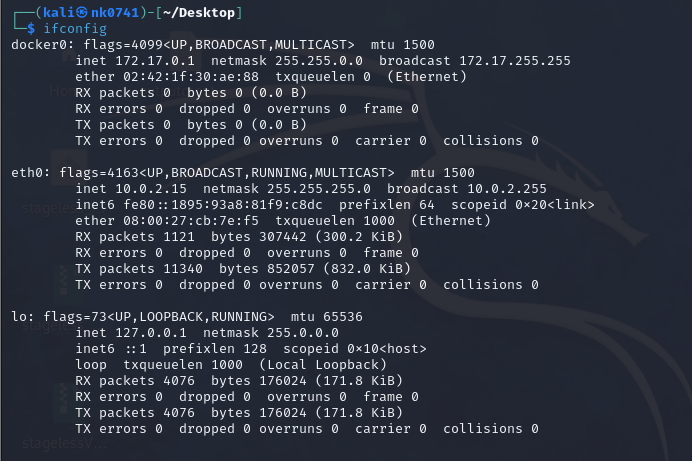 ┌──(kali㉿nk0741)-[~/Desktop]
└─$ ifconfig
docker0: flags=4099<UP,BROADCAST,MULTICAST>  mtu 1500
        inet 172.17.0.1  netmask 255.255.0.0  broadcast 172.17.255.255
        ether 02:42:1f:30:ae:88  txqueuelen 0  (Ethernet)
        RX packets 0  bytes 0 (0.0 B)
        RX errors 0  dropped 0  overruns 0  frame 0
        TX packets 0  bytes 0 (0.0 B)
        TX errors 0  dropped 0 overruns 0  carrier 0  collisions 0

eth0: flags=4163<UP,BROADCAST,RUNNING,MULTICAST>  mtu 1500
        inet 10.0.2.15  netmask 255.255.255.0  broadcast 10.0.2.255
        inet6 fe80::1895:93a8:81f9:c8dc  prefixlen 64  scopeid 0×20<link>
        ether 08:00:27:cb:7e:f5  txqueuelen 1000  (Ethernet)
        RX packets 1121  bytes 307442 (300.2 KiB)
        RX errors 0  dropped 0  overruns 0  frame 0
        TX packets 11340  bytes 852057 (832.0 KiB)
        TX errors 0  dropped 0 overruns 0  carrier 0  collisions 0

lo: flags=73<UP,LOOPBACK,RUNNING>  mtu 65536
        inet 127.0.0.1  netmask 255.0.0.0
        inet6 ::1  prefixlen 128  scopeid 0×10<host>
        loop  txqueuelen 1000  (Local Loopback)
        RX packets 4076  bytes 176024 (171.8 KiB)
        RX errors 0  dropped 0  overruns 0  frame 0
        TX packets 4076  bytes 176024 (171.8 KiB)
        TX errors 0  dropped 0 overruns 0  carrier 0  collisions 0
stagelessV...